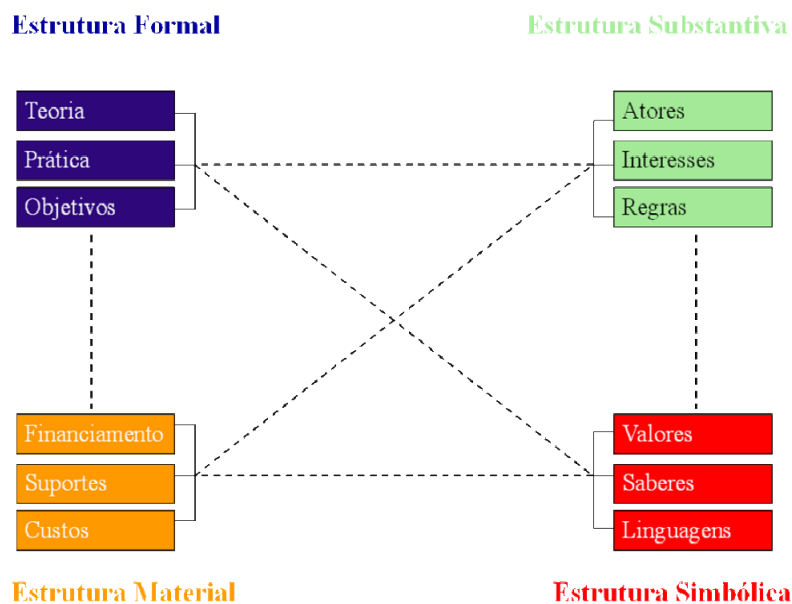 Estrutura Formal
Estrutura Substantiva
Teoria
Prática
Objetivos
Atores
Interesses
Regras
Financiamento
Suportes
Custos
Valores
Saberes
Linguagens
Estrutura Material
Estrutura Simbólica